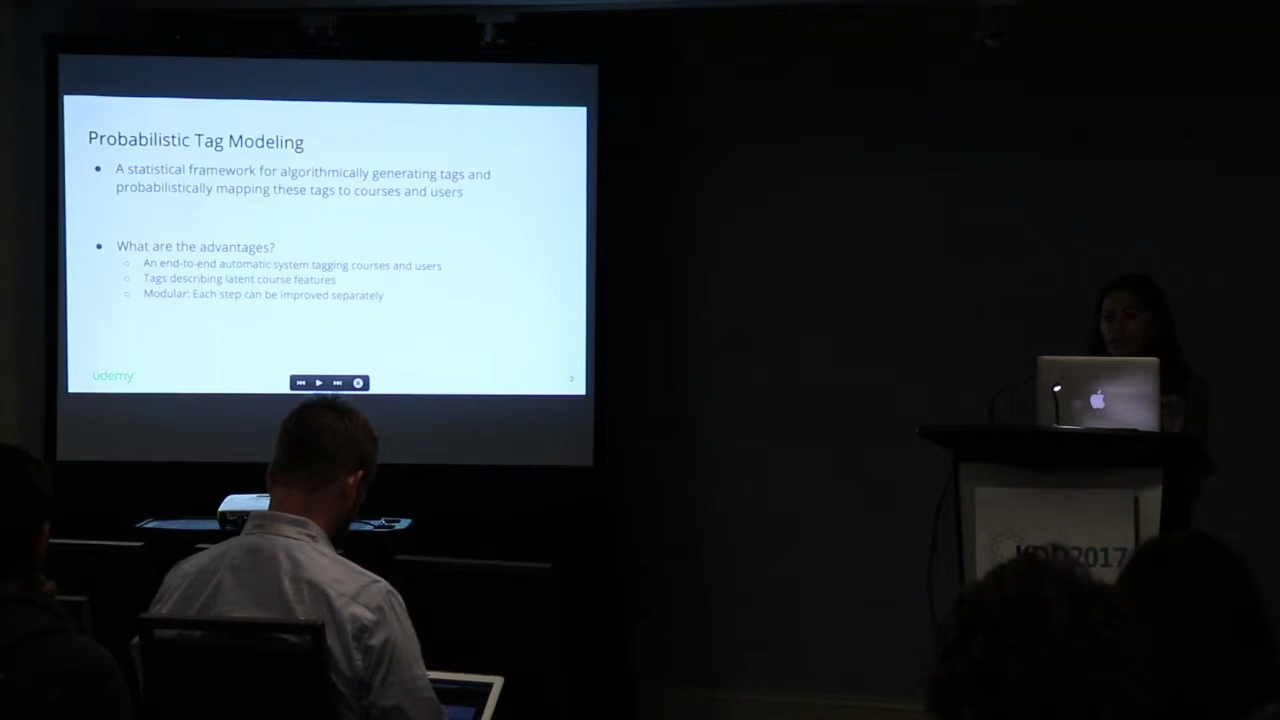 Probabilistic Tag Modeling
● A statistical framework for algorithmically generating tags and
probabilistically mapping these tags to courses and users
● What are the advantages?
○ An end-to-end automatic system tagging courses and users
○ Tags describing latent course features
○ Modular: Each step can be improved separately
udemy
3
KDD2017